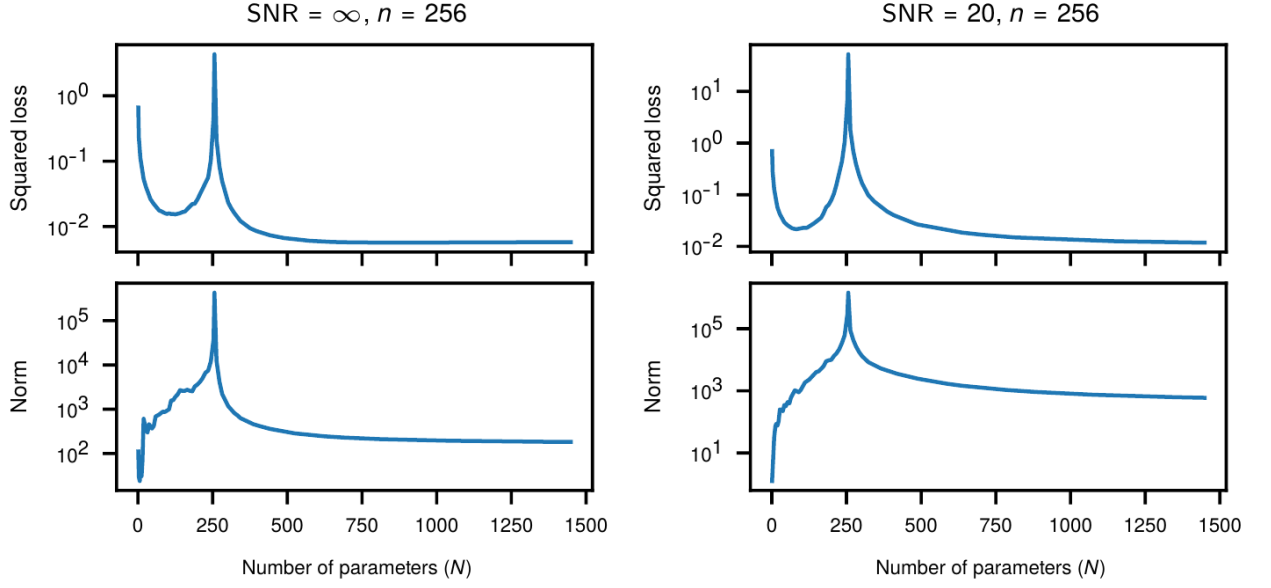 SNR = ∞, n = 256
Squared loss
10^0
10^-1
10^-2
Norm
10^5
10^4
10^3
10^2
0 250 500 750 1000 1250 1500
Number of parameters (N)
SNR = 20, n = 256
Squared loss
10^1
10^0
10^-1
10^-2
Norm
10^5
10^3
10^1
0 250 500 750 1000 1250 1500
Number of parameters (N)